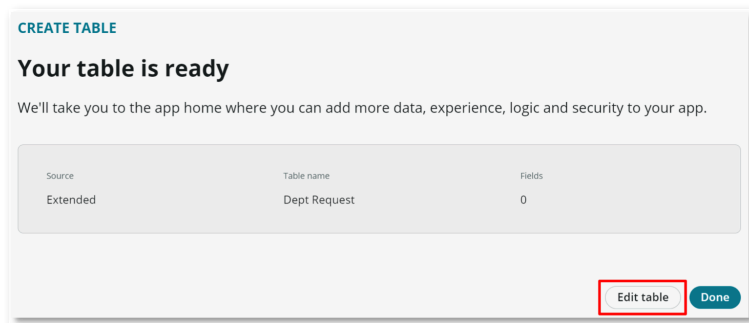 CREATE TABLE
Your table is ready
We'll take you to the app home where you can add more data, experience, logic and security to your app.
Source Table name Fields
Extended Dept Request 0
Edit table Done